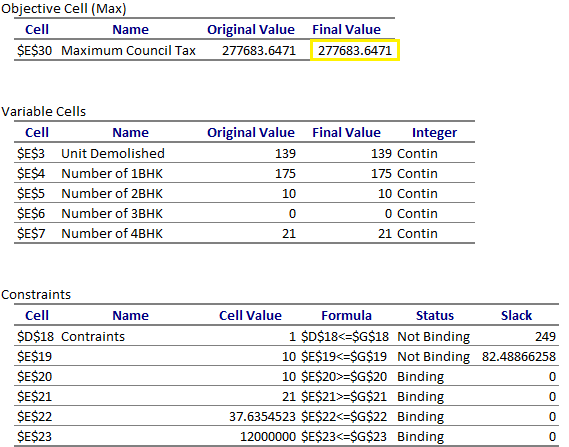 Objective Cell (Max)
Cell Name Original Value Final Value
$E$30 Maximum Council Tax 277683.6471 277683.6471
Variable Cells
Cell Name Original Value Final Value Integer
$E$3 Unit Demolished 139 139 Contin
$E$4 Number of 1BHK 175 175 Contin
$E$5 Number of 2BHK 10 10 Contin
$E$6 Number of 3BHK 0 0 Contin
$E$7 Number of 4BHK 21 21 Contin
Constraints
Cell Name Cell Value Formula Status Slack
$D$18 Contraints 1 $D$18<=$G$18 Not Binding 249
$E$19 10 $E$19<=$G$19 Not Binding 82.48866258
$E$20 10 $E$20>=$G$20 Binding 0
$E$21 21 $E$21>=$G$21 Binding 0
$E$22 37.6354523 $E$22<=$G$22 Binding 0
$E$23 12000000 $E$23<=$G$23 Binding 0